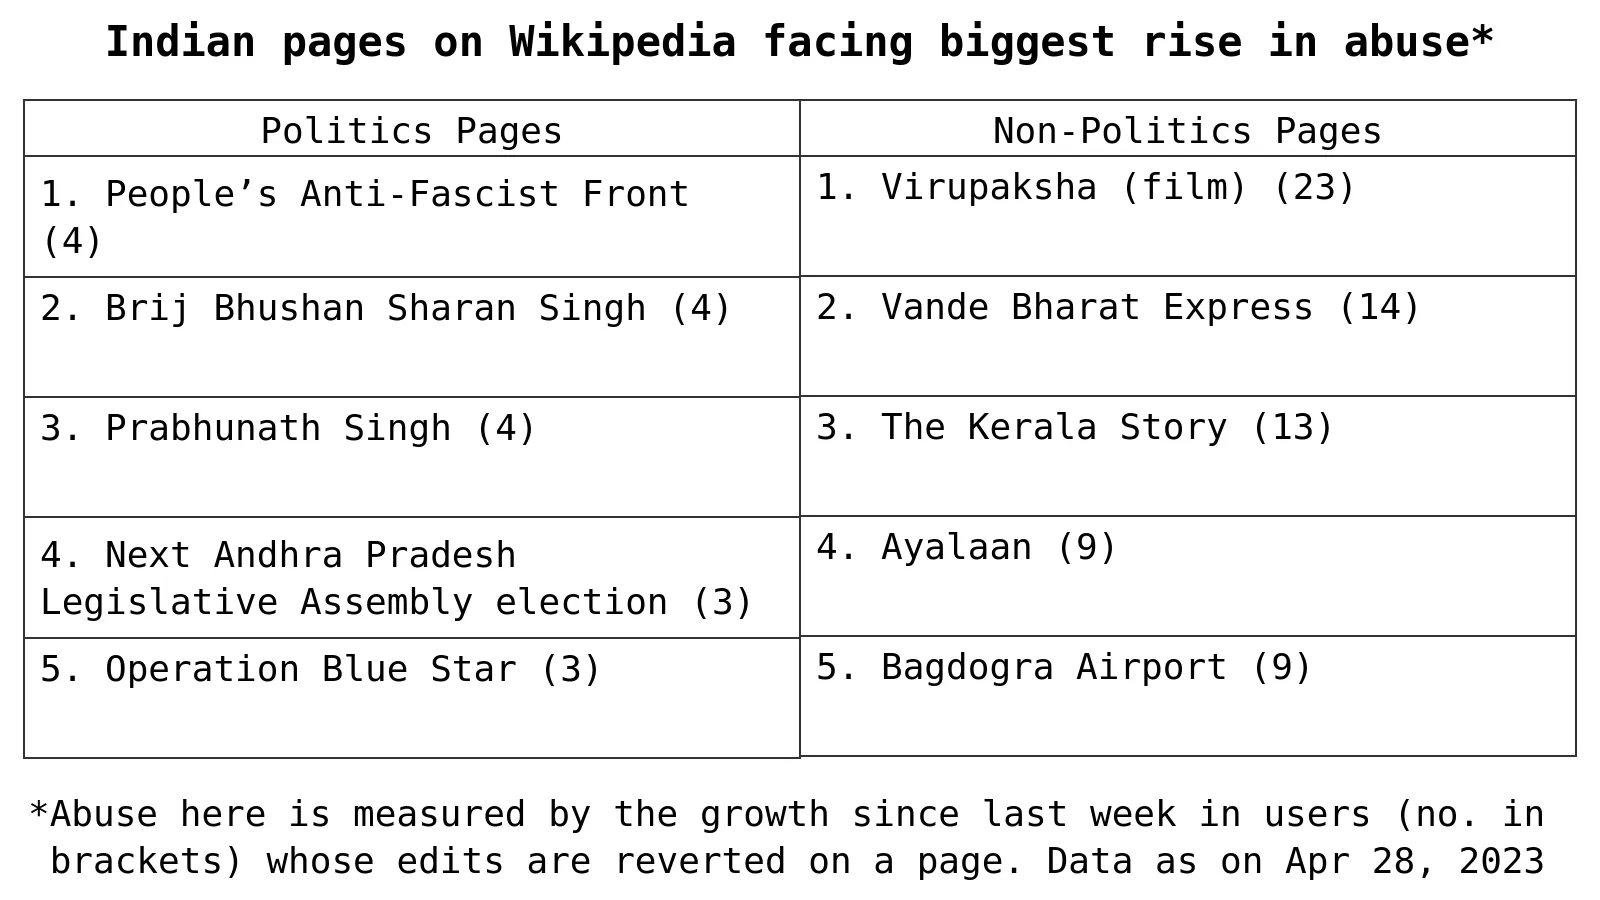 Indian pages on Wikipedia facing biggest rise in abuse*
Politics Pages
Non-Politics Pages
1. People’s Anti-Fascist Front
(4)
1. Virupaksha (film) (23)
2. Brij Bhushan Sharan Singh (4)
2. Vande Bharat Express (14)
3. Prabhunath Singh (4)
3. The Kerala Story (13)
4. Next Andhra Pradesh
Legislative Assembly election (3)
4. Ayalaan (9)
5. Operation Blue Star (3)
5. Bagdogra Airport (9)
*Abuse here is measured by the growth since last week in users (no. in
brackets) whose edits are reverted on a page. Data as on Apr 28, 2023